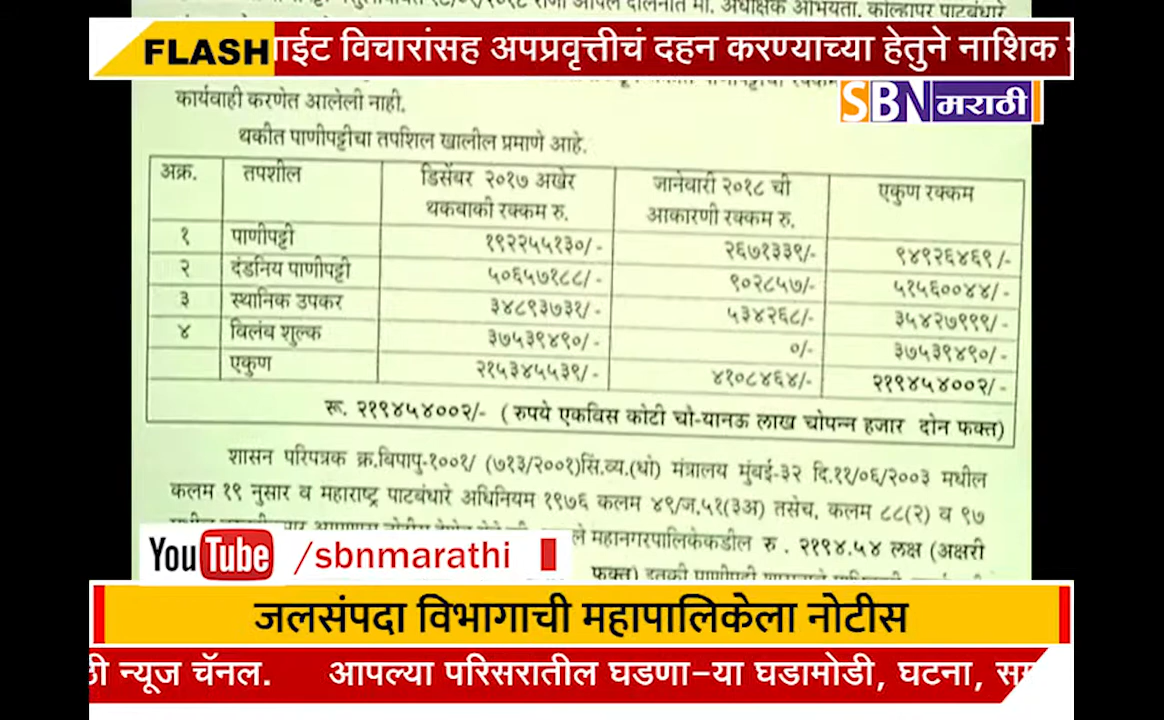 FLASH
ाईट विचारांसह अपप्रवृत्तीचं दहन करण्याच्या हेतुने नाशिक
SBN मराठी
कार्यवाही करणेत आलेली नाही.
थकीत पाणीपट्टीचा तपशिल खालील प्रमाणे आहे.
अक्र. तपशील डिसेंबर २०१७ अखेर थकबाकी रक्कम रु. जानेवारी २०१८ ची आकारणी रक्कम रु. एकुण रक्कम
१ पाणीपट्टी १९२२५५१३०/- २६७१३३९/- ९४९२६४६९/-
२ दंडनिय पाणीपट्टी ५०६५७१८८/- ९०२८५७/- ५१५६००४४/-
३ स्थानिक उपकर ३४८९३७३१/- ५३४२६८/- ३५४२७९९९/-
४ विलंब शुल्क ३७५३९४९०/- ०/- ३७५३९४९०/-
एकुण २१५३४५५३९/- ४१०८४६४/- २१९४५४००२/-
रू. २१९४५४००२/- ( रुपये एकविस कोटी चौ-यानऊ लाख चोपन्न हजार दोन फक्त)
शासन परिपत्रक क्र.बिपापु-१००१/ (७१३/२००१)सिं.व्य.(धो) मंत्रालय मुंबई-३२ दि.११/०६/२००३ मधील
कलम १९ नुसार व महाराष्ट्र पाटबंधारे अधिनियम १९७६ कलम ४९/ज.५१(३अ) तसेच, कलम ८८(२) व ९७
ले महानगरपालिकेकडील रु . २१९४.५४ लक्ष (अक्षरी
YouTube /sbnmarathi
जलसंपदा विभागाची महापालिकेला नोटीस
ठी न्यूज चॅनल. आपल्या परिसरातील घडणा-या घडामोडी, घटना,